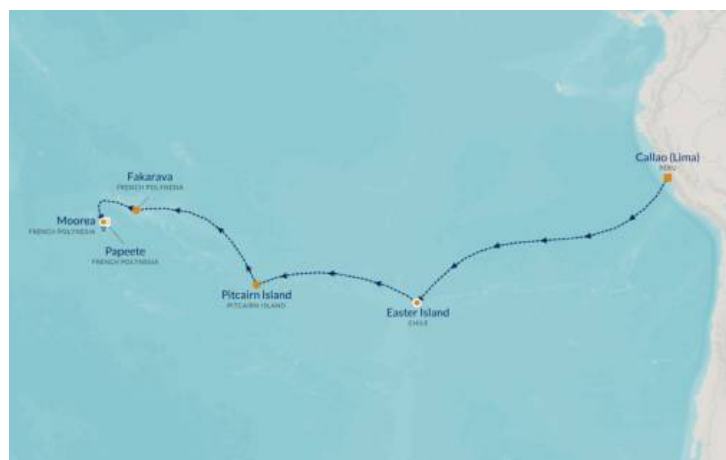 Callao (Lima)
PERU
Fakarava
FRENCH POLYNESIA
Moorea
FRENCH POLYNESIA
Papeete
FRENCH POLYNESIA
Pitcairn Island
PITCAIRN ISLAND
Easter Island
CHILE